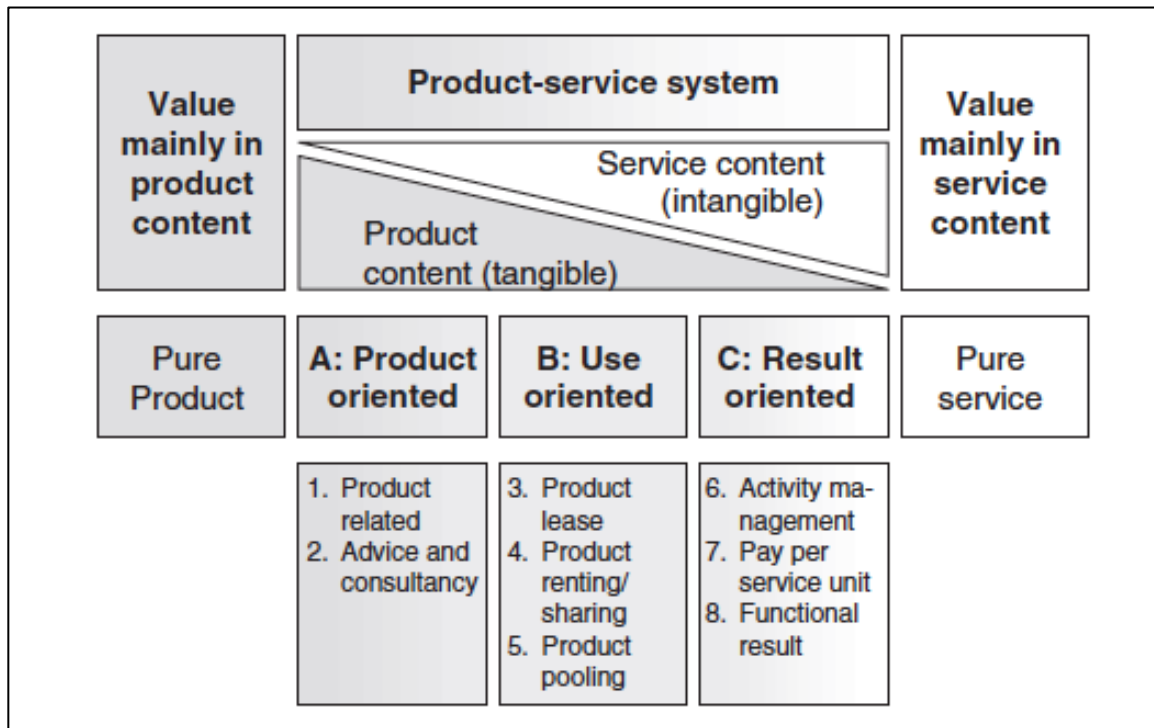 Value
mainly in
product
content
Product-service system
Service content
(intangible)
Product
content (tangible)
Value
mainly in
service
content
Pure
Product
A: Product
oriented
B: Use
oriented
C: Result
oriented
Pure
service
1. Product
related
2. Advice and
consultancy
3. Product
lease
4. Product
renting/
sharing
5. Product
pooling
6. Activity ma-
nagement
7. Pay per
service unit
8. Functional
result